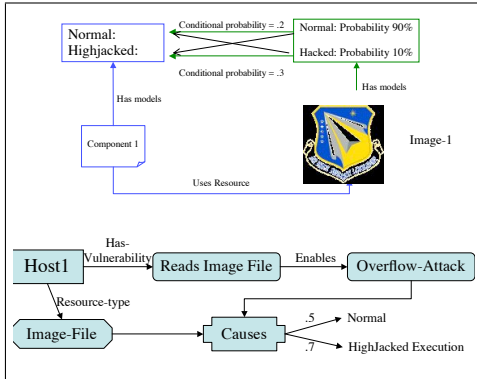 Conditional probability = .2
Normal:
Highjacked:
Normal: Probability 90%
Hacked: Probability 10%
Conditional probability = .3
Has models
Has models
Component 1
Image-1
Uses Resource
Has-
Vulnerability
Enables
Host1
Reads Image File
Overflow-Attack
Resource-type
Image-File
Causes
.5
Normal
.7
HighJacked Execution